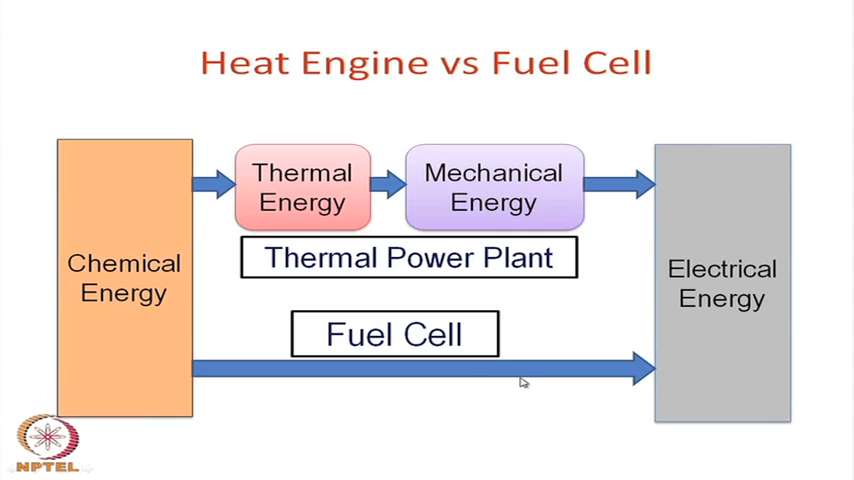 Heat Engine vs Fuel Cell
Thermal
Energy
Mechanical
Energy
Thermal Power Plant
Chemical
Energy
Electrical
Energy
Fuel Cell
NPTEL